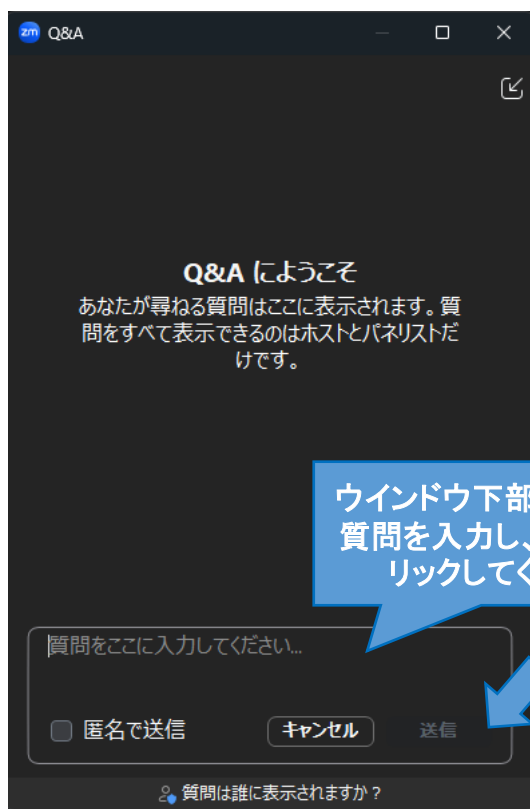 zm Q&A
Q&A にようこそ
あなたが尋ねる質問はここに表示されます。質
問をすべて表示できるのはホストとパネリストだ
けです。
ウインドウ下部
質問を入力し、
リックしてく
質問をここに入力してください...
匿名で送信 キャンセル 送信
質問は誰に表示されますか？